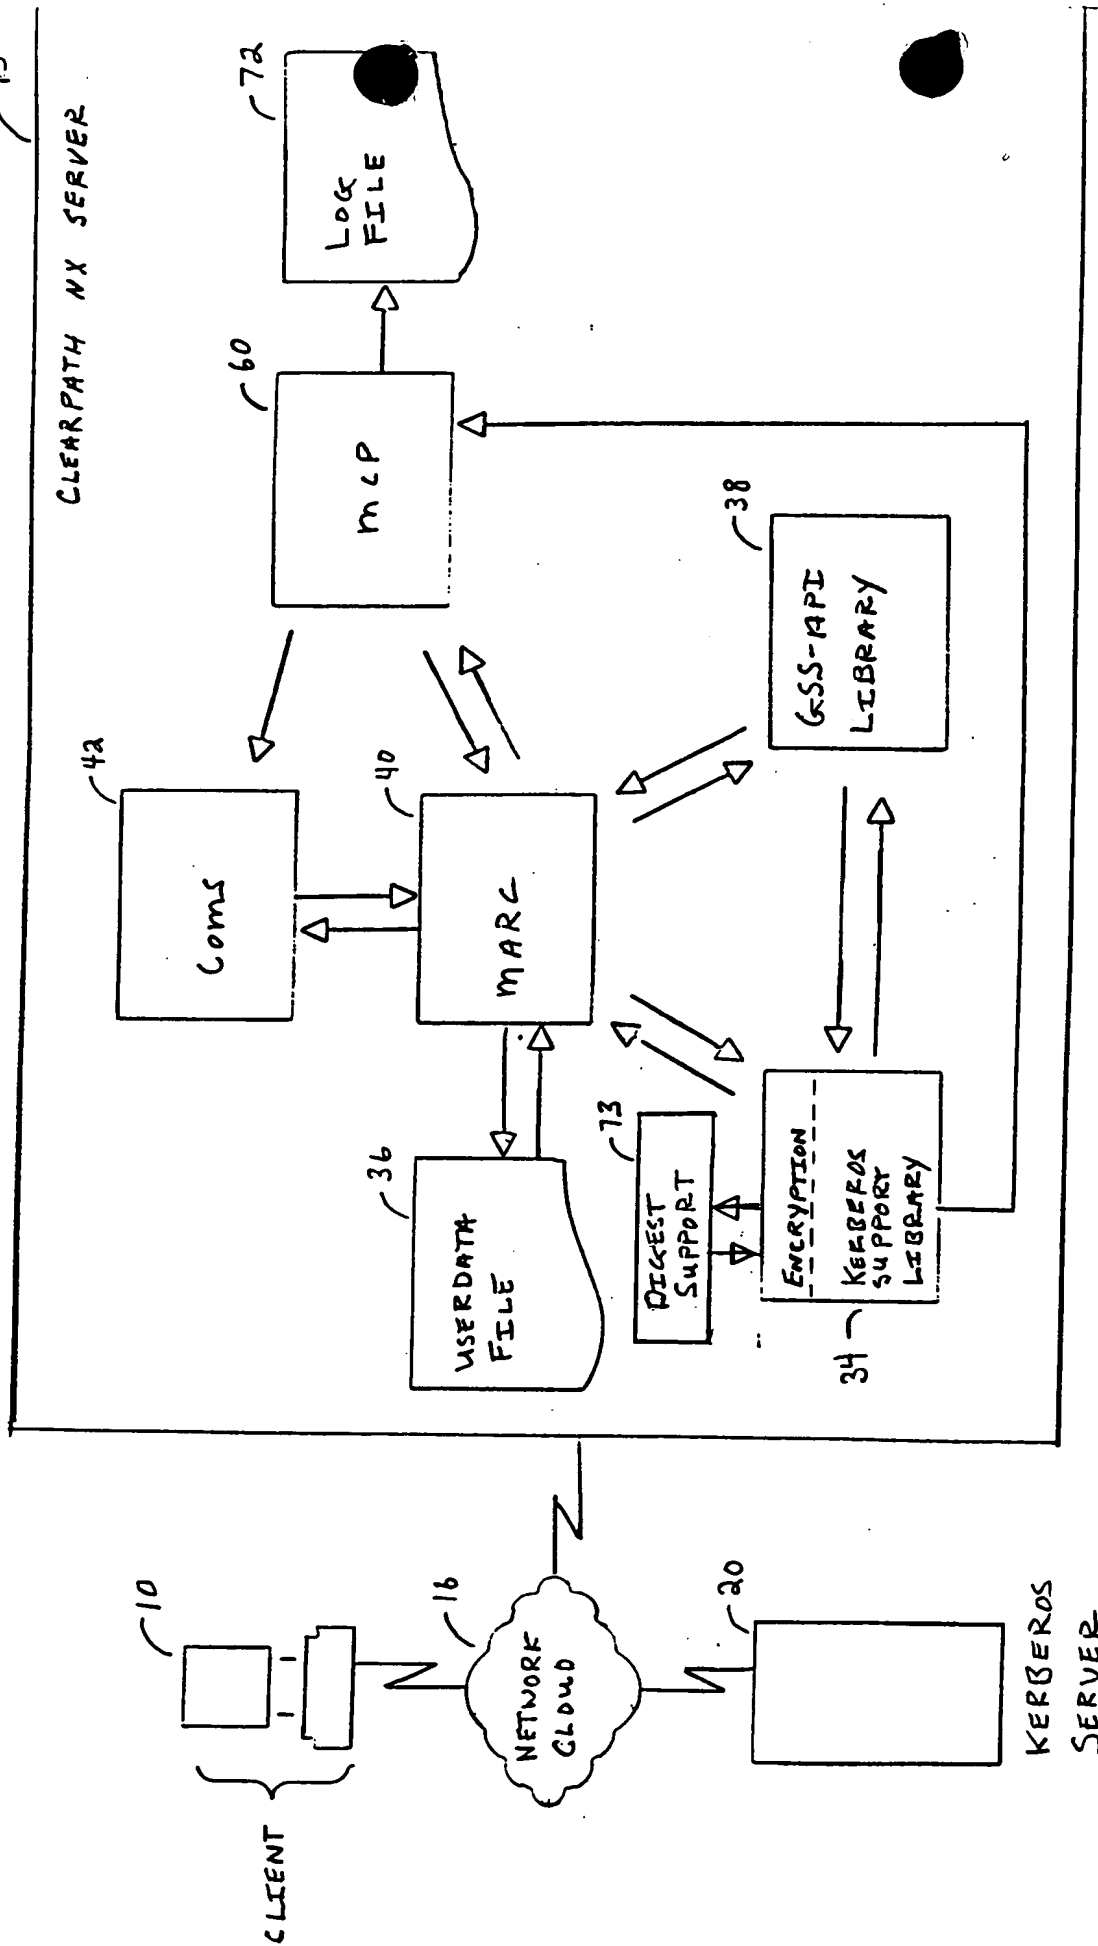 CLEARPATH NX SERVER
72
LOG
FILE
60
MCP
42
COMS
40
MARC
38
GSS-API
LIBRARY
36
USERDATA
FILE
73
DIGEST
SUPPORT
ENCRYPTION
KERBEROS
SUPPORT
LIBRARY
34
10
CLIENT
16
NETWORK
CLOUD
20
KERBEROS
SERVER